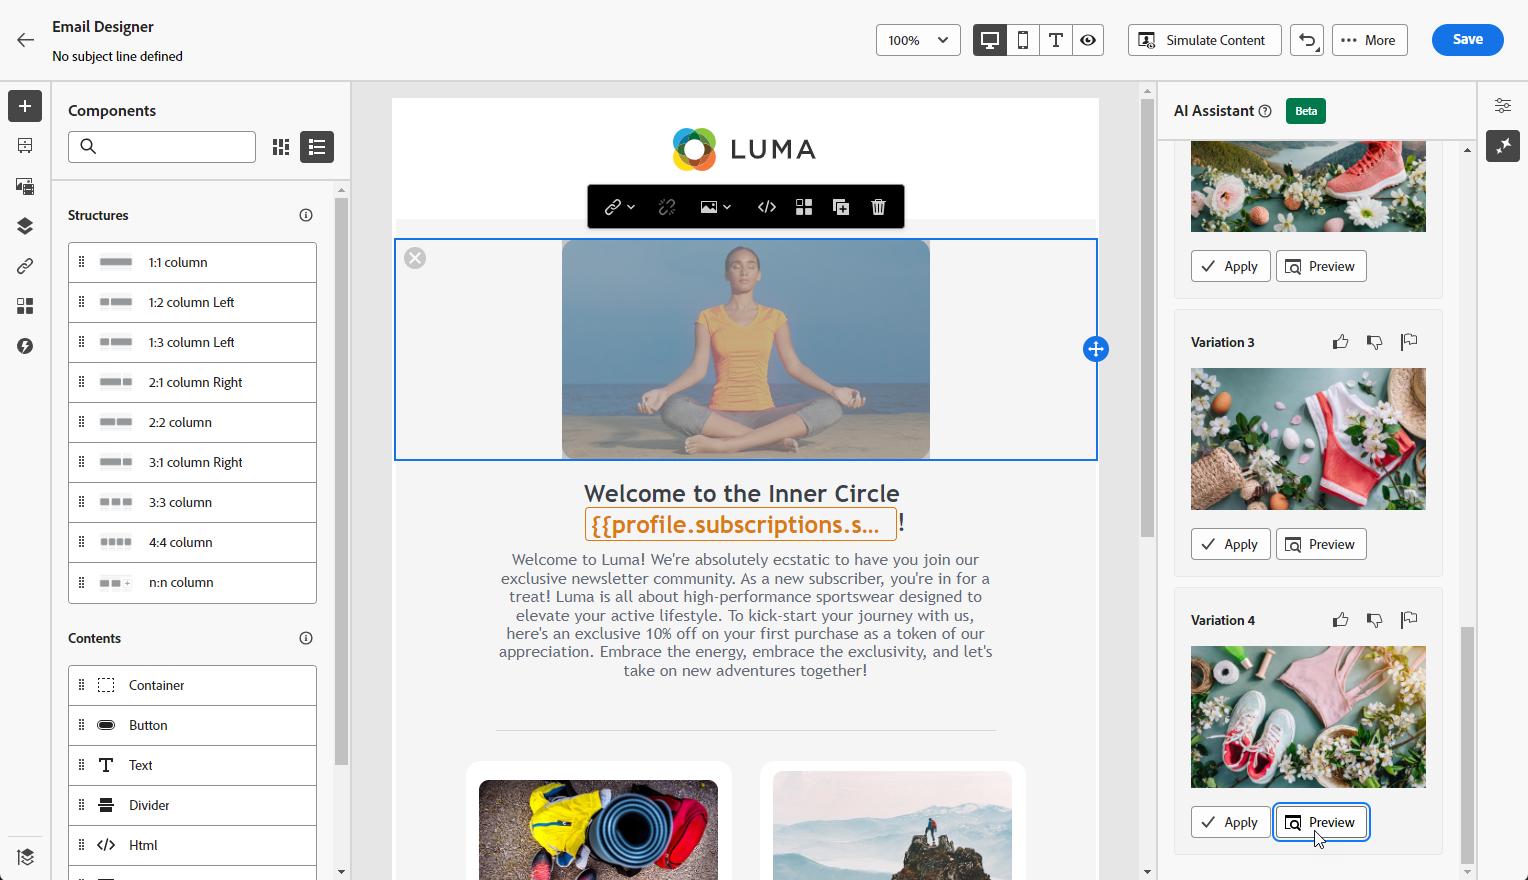 Email Designer
No subject line defined
100%
Simulate Content
More
Save
Components
Structures
1:1 column
1:2 column Left
1:3 column Left
2:1 column Right
2:2 column
3:1 column Right
3:3 column
4:4 column
n:n column
Contents
Container
Button
Text
Divider
Html
LUMA
Welcome to the Inner Circle
{{profile.subscriptions.s... !
Welcome to Luma! We're absolutely ecstatic to have you join our
exclusive newsletter community. As a new subscriber, you're in for a
treat! Luma is all about high-performance sportswear designed to
elevate your active lifestyle. To kick-start your journey with us,
here's an exclusive 10% off on your first purchase as a token of our
appreciation. Embrace the energy, embrace the exclusivity, and let's
take on new adventures together!
AI Assistant
Beta
Apply
Preview
Variation 3
Apply
Preview
Variation 4
Apply
Preview